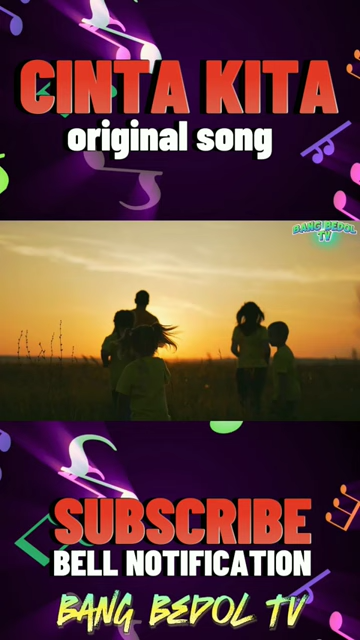 CINTA KITA
original song
BANG BEDOL
TV
SUBSCRIBE
BELL NOTIFICATION
BANG BEDOL TV